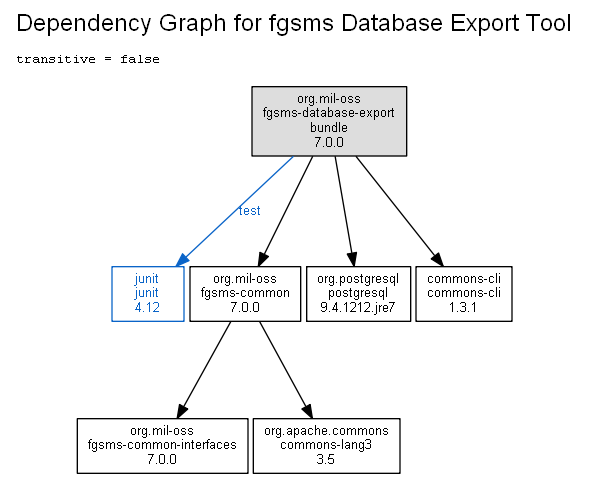 Dependency Graph for fgsms Database Export Tool
transitive = false
org.mil-oss
fgsms-database-export
bundle
7.0.0
test
junit
junit
4.12
org.mil-oss
fgsms-common
7.0.0
org.postgresql
postgresql
9.4.1212.jre7
commons-cli
commons-cli
1.3.1
org.mil-oss
fgsms-common-interfaces
7.0.0
org.apache.commons
commons-lang3
3.5